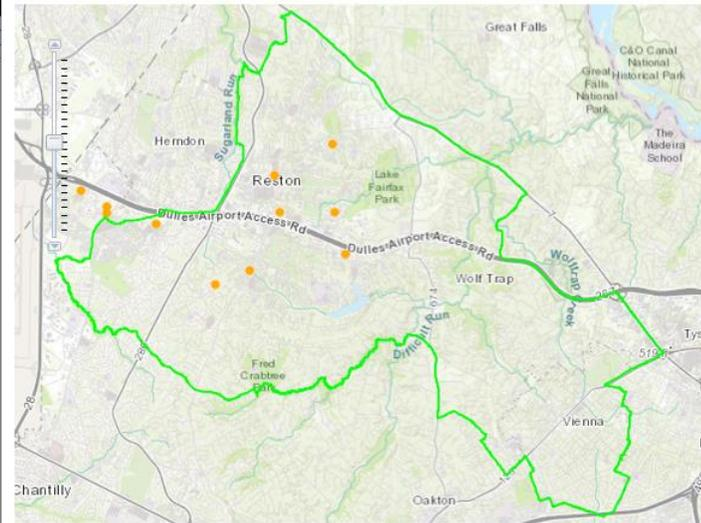 28
Great Falls
C&O Canal
National
Historical Park
Great
Falls
National
Park
The
Madeira
School
Sugarland Run
Herndon
Reston
Lake
Fairfax
Park
Dulles Airport Access Rd
Dulles Airport Access Rd
7
Wolf Trap
Wolftrap Creek
267
674
Difficult Run
286
Fred
Crabtree
Park
28
Vienna
Chantilly
Oakton